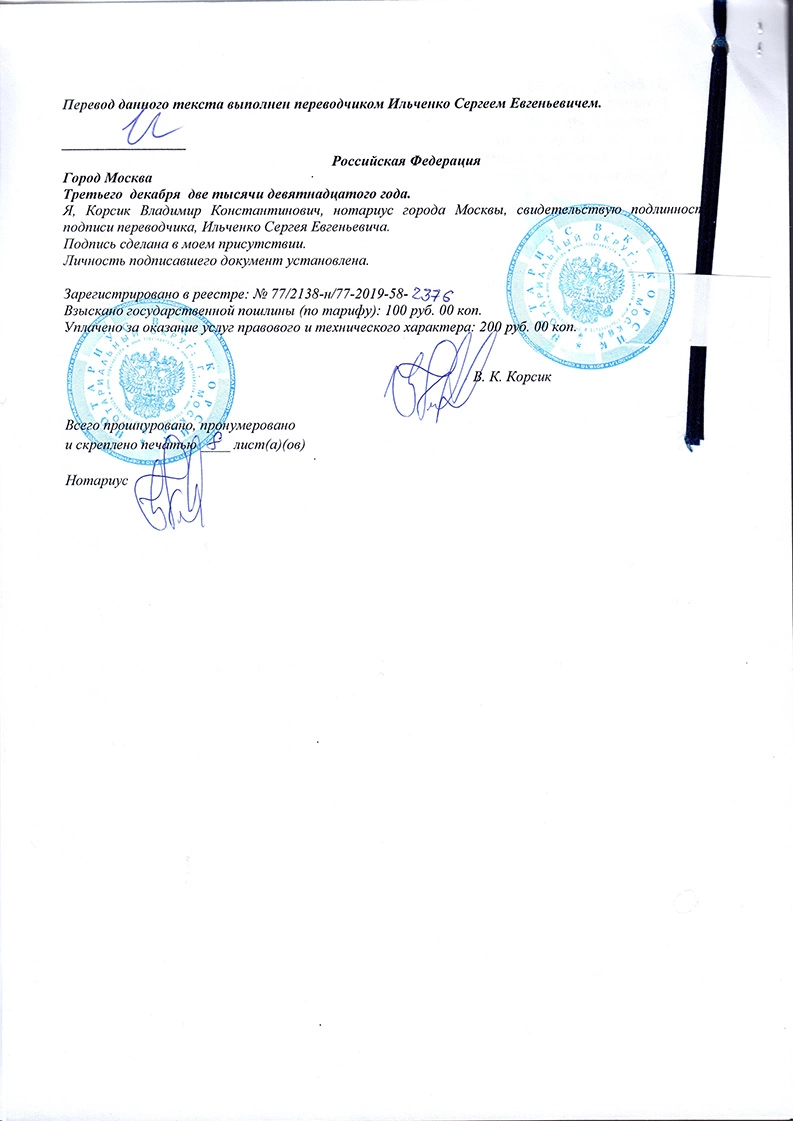 Перевод данного текста выполнен переводчиком Ильченко Сергеем Евгеньевичем.
Российская Федерация
Город Москва
Третьего декабря две тысячи девятнадцатого года.
Я, Корсик Владимир Константинович, нотариус города Москвы, свидетельствую подлинност
подписи переводчика, Ильченко Сергея Евгеньевича.
Подпись сделана в моем присутствии.
Личность подписавшего документ установлена.
Зарегистрировано в реестре: № 77/2138-н/77-2019-58- 2376
Взыскано государственной пошлины (по тарифу): 100 руб. 00 коп.
Уплачено за оказание услуг правового и технического характера: 200 руб. 00 коп.
НОТАРИУС В. К. КОРСИК
НОТАРИАЛЬНЫЙ ОКРУГ: МОСКВА
В. К. Корсик
НОТАРИУС В. К. КОРСИК
НОТАРИАЛЬНЫЙ ОКРУГ: МОСКВА
Всего прошнуровано, пронумеровано
и скреплено печатью 8 лист(а)(ов)
Нотариус